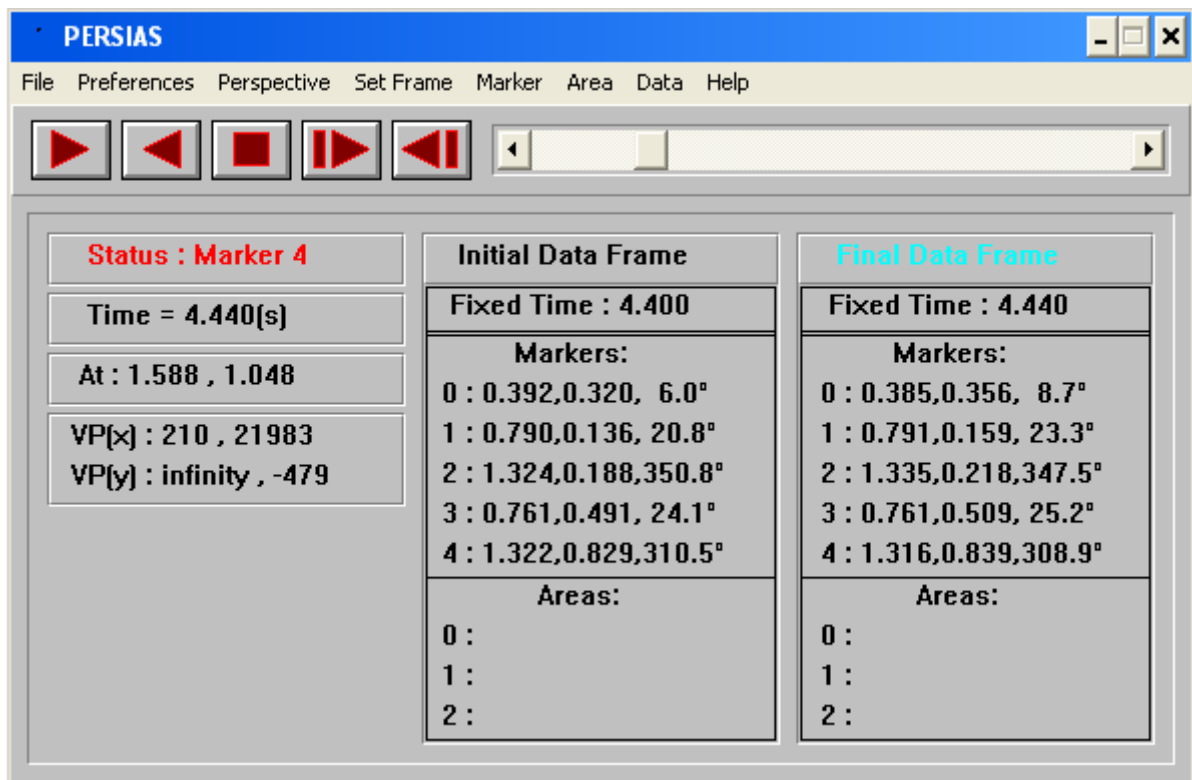 PERSIAS
File Preferences Perspective Set Frame Marker Area Data Help
Status : Marker 4
Time = 4.440(s)
At : 1.588 , 1.048
VP(x) : 210 , 21983
VP(y) : infinity , -479
Initial Data Frame
Fixed Time : 4.400
Markers:
0 : 0.392,0.320, 6.0°
1 : 0.790,0.136, 20.8°
2 : 1.324,0.188,350.8°
3 : 0.761,0.491, 24.1°
4 : 1.322,0.829,310.5°
Areas:
0 :
1 :
2 :
Final Data Frame
Fixed Time : 4.440
Markers:
0 : 0.385,0.356, 8.7°
1 : 0.791,0.159, 23.3°
2 : 1.335,0.218,347.5°
3 : 0.761,0.509, 25.2°
4 : 1.316,0.839,308.9°
Areas:
0 :
1 :
2 :